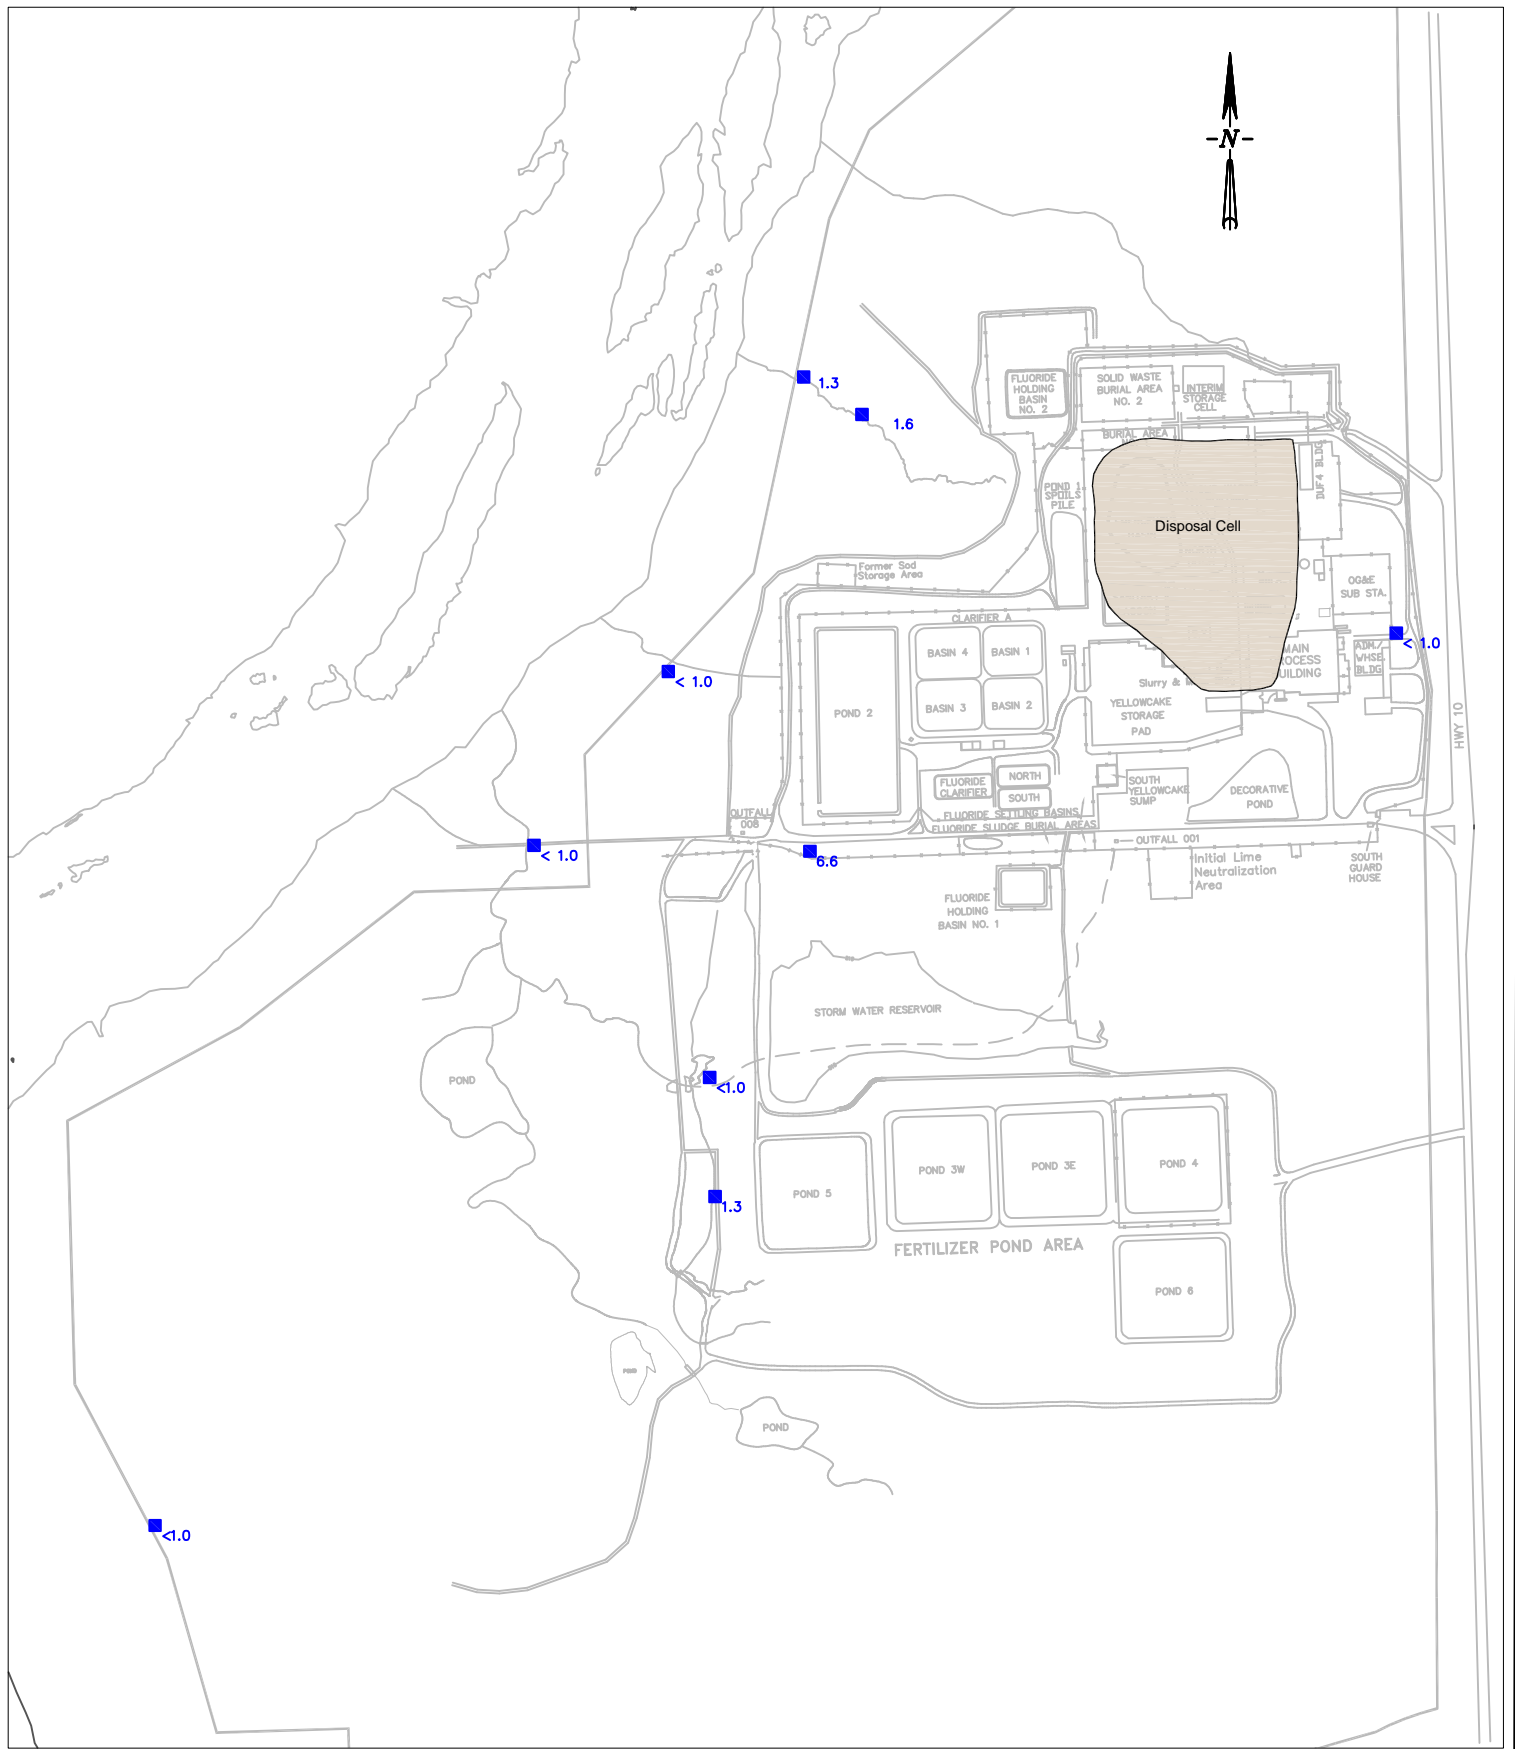 -N-
1.3
1.6
FLUORIDE
HOLDING
BASIN
NO. 2
SOLID WASTE
BURIAL AREA
NO. 2
INTERIM
STORAGE
CELL
BURIAL AREA
DUF4 BLDG
POND 1
SPOILS
PILE
Disposal Cell
Former Sod
Storage Area
OG&E
SUB STA.
CLARIFIER A
BASIN 4
BASIN 1
BASIN 3
BASIN 2
POND 2
< 1.0
< 1.0
ADM./
WHSE.
BLDG.
MAIN
PROCESS
BUILDING
Slurry &
YELLOWCAKE
STORAGE
PAD
HWY 10
FLUORIDE
CLARIFIER
NORTH
SOUTH
SOUTH
YELLOWCAKE
SUMP
DECORATIVE
POND
FLUORIDE SETTLING BASINS
FLUORIDE SLUDGE BURIAL AREAS
OUTFALL
008
< 1.0
6.6
OUTFALL 001
Initial Lime
Neutralization
Area
SOUTH
GUARD
HOUSE
FLUORIDE
HOLDING
BASIN NO. 1
STORM WATER RESERVOIR
POND
<1.0
POND 5
POND 3W
POND 3E
POND 4
1.3
FERTILIZER POND AREA
POND 6
POND
POND
<1.0